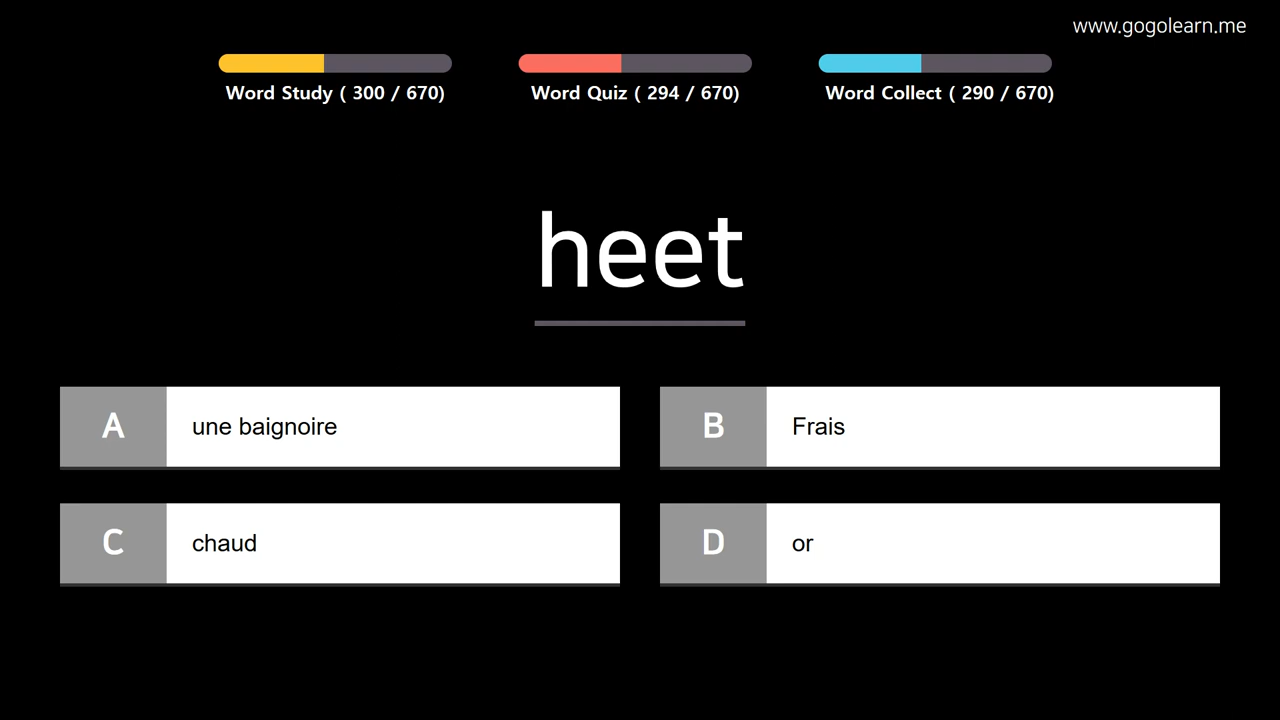 www.gogolearn.me
Word Study ( 300 / 670)
Word Quiz ( 294 / 670)
Word Collect ( 290 / 670)
heet
A une baignoire
B Frais
C chaud
D or